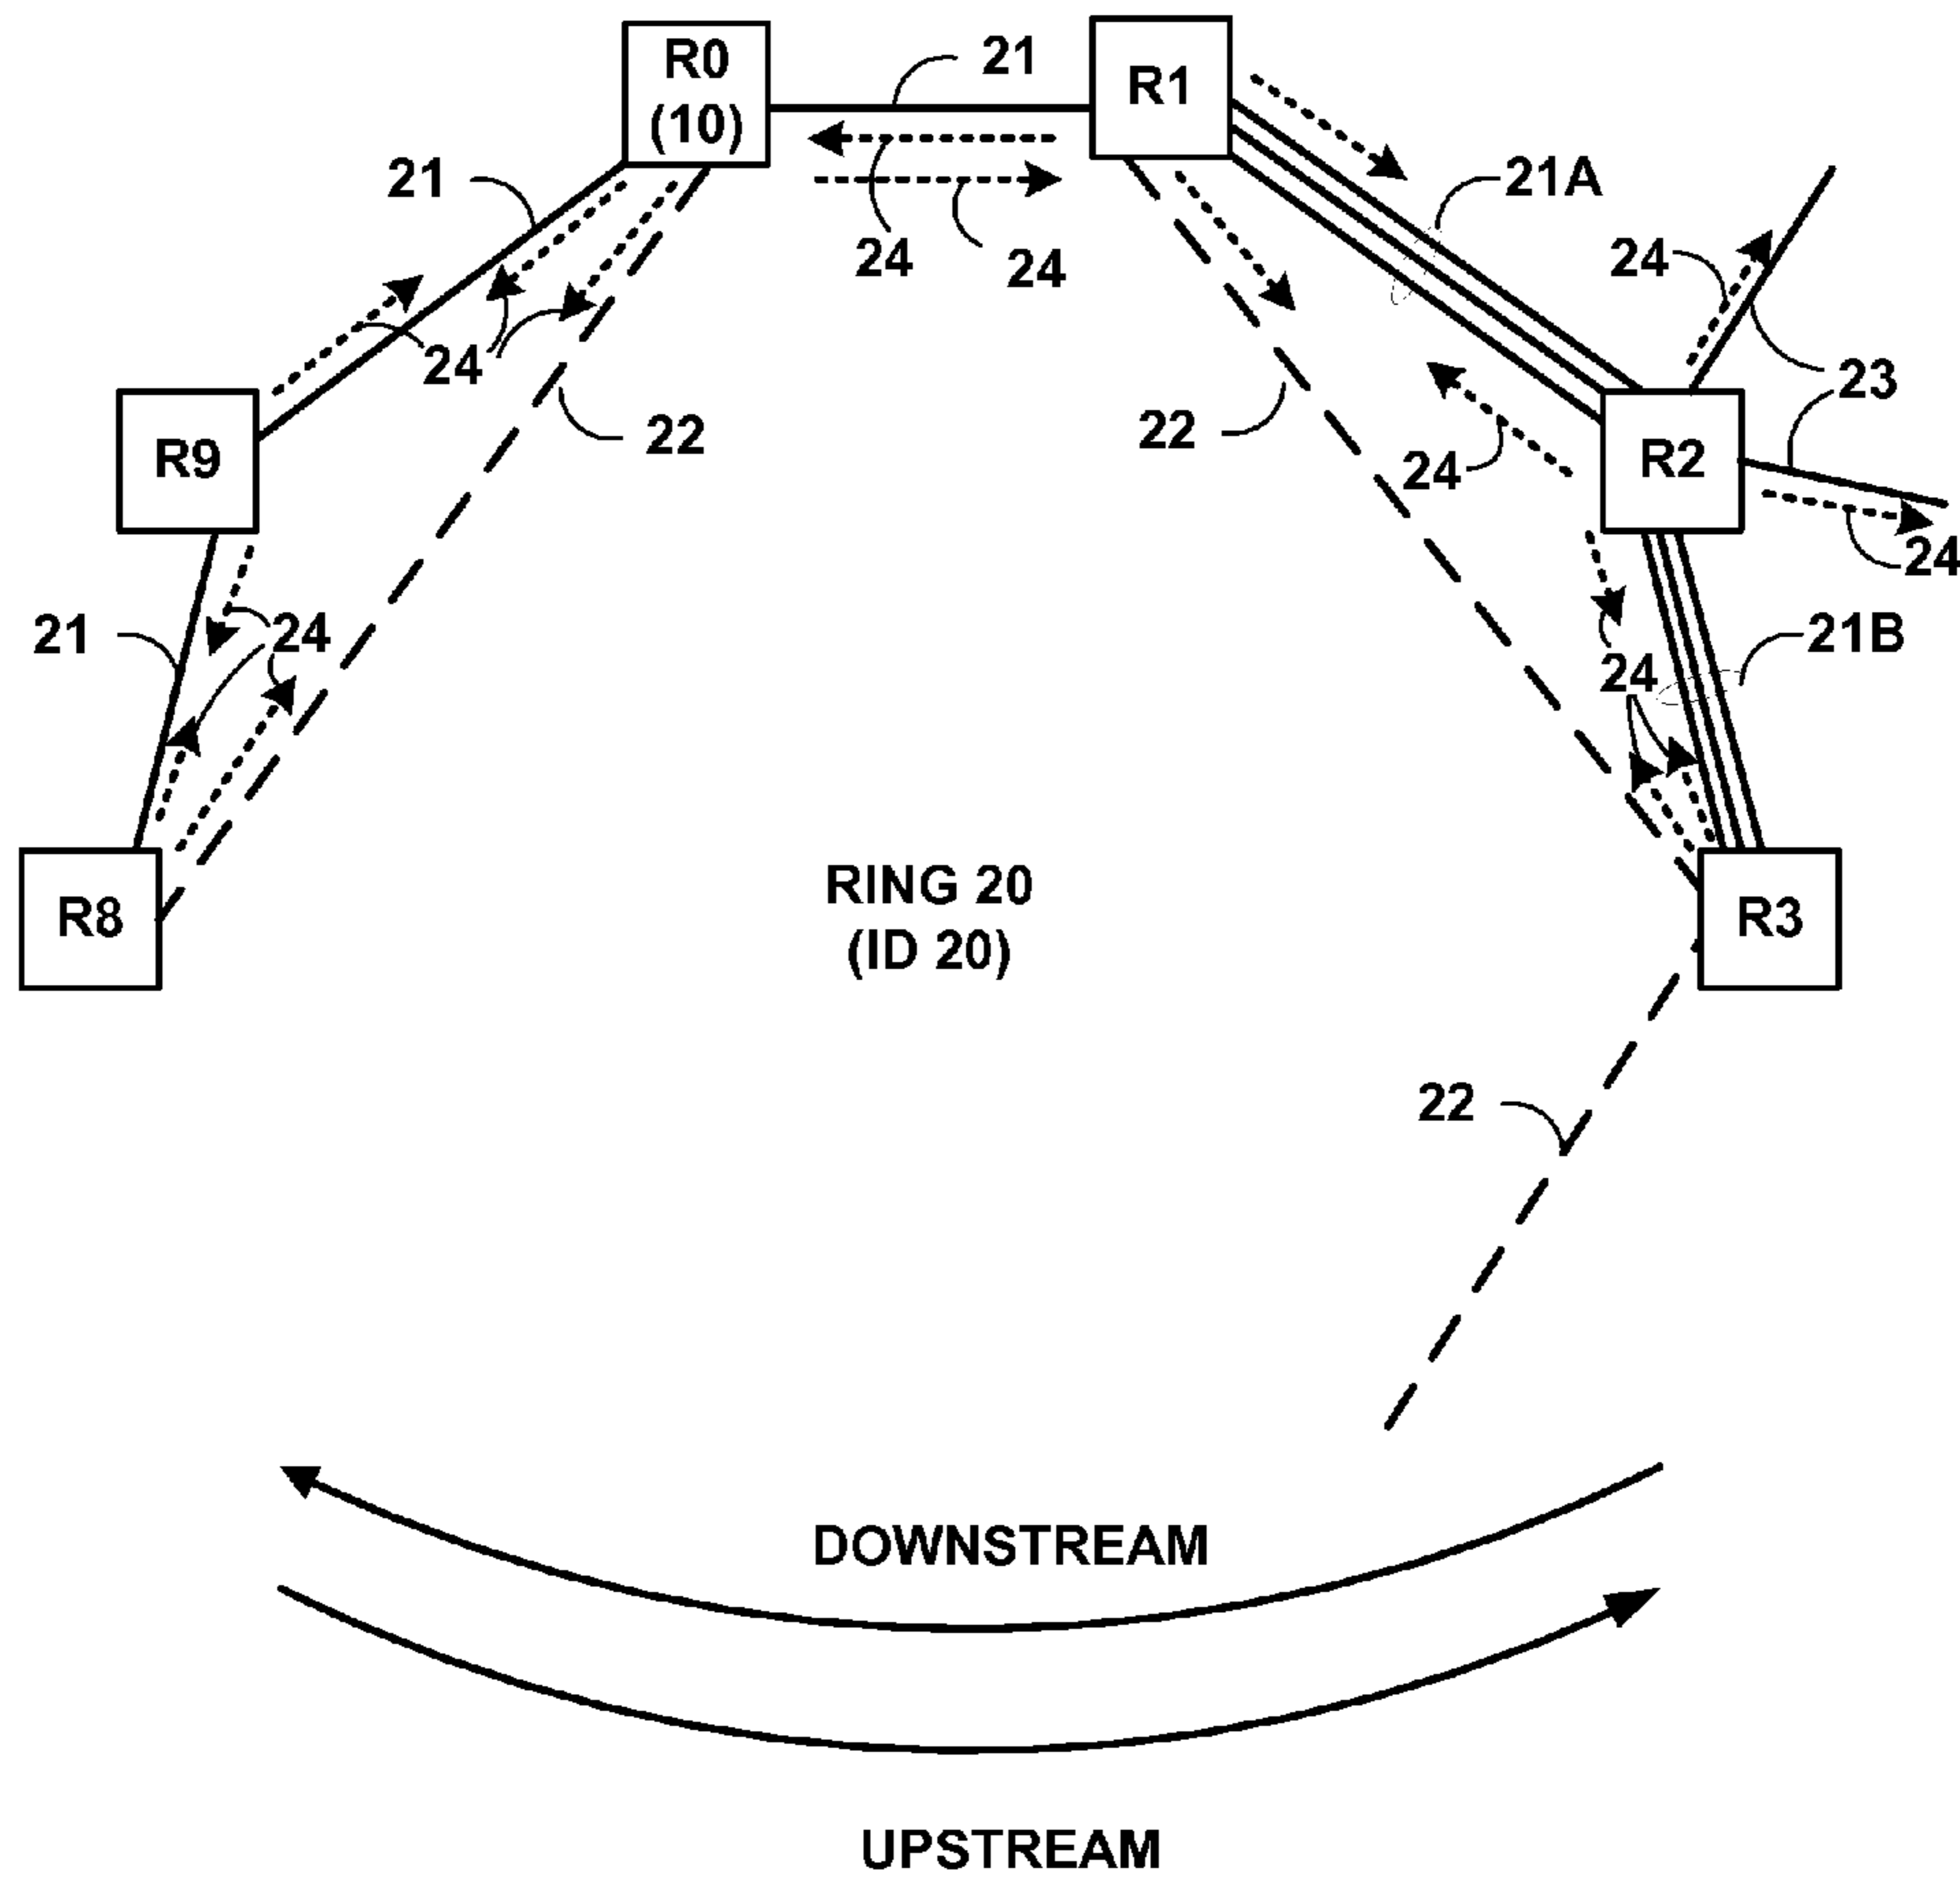 R0
(10)
21
R1
21
21A
24
24
24
24
23
22
22
R9
24
R2
24
21
24
24
21B
R8
RING 20
(ID 20)
R3
22
DOWNSTREAM
UPSTREAM